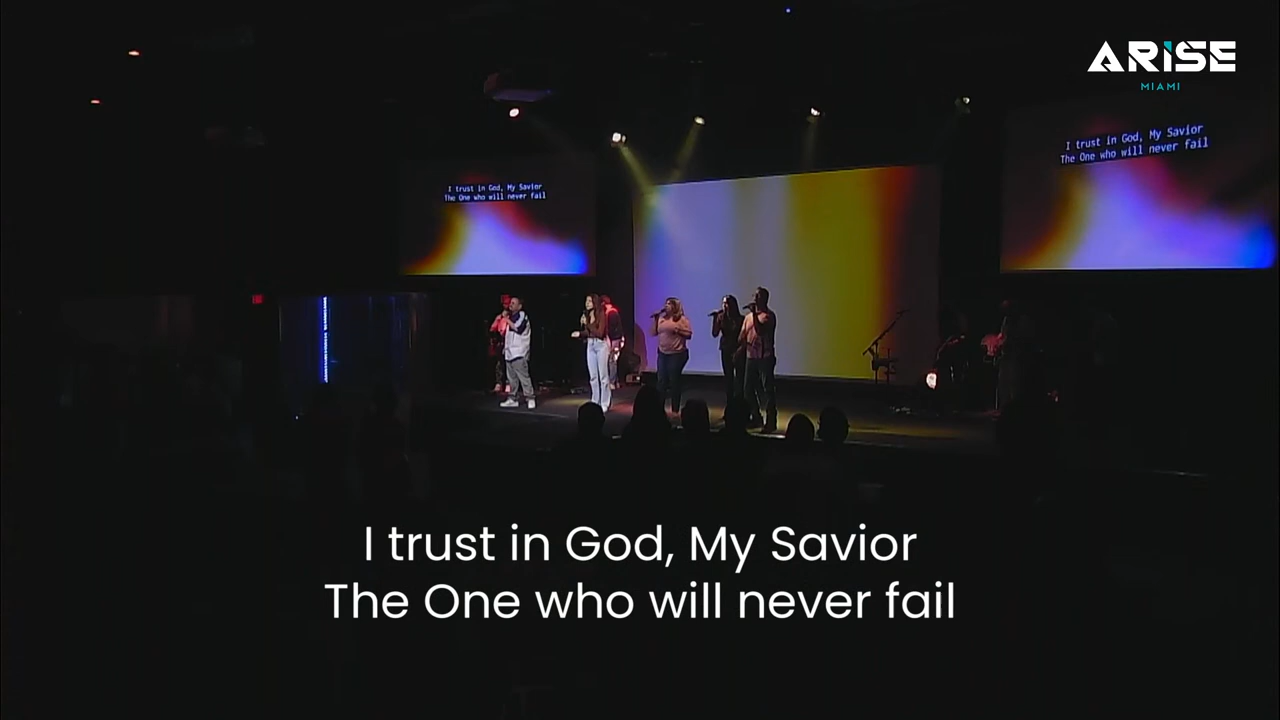 ARISE
MIAMI
I trust in God, My Savior
The One who will never fail
I trust in God, My Savior
The One who will never fail
I trust in God, My Savior
The One who will never fail